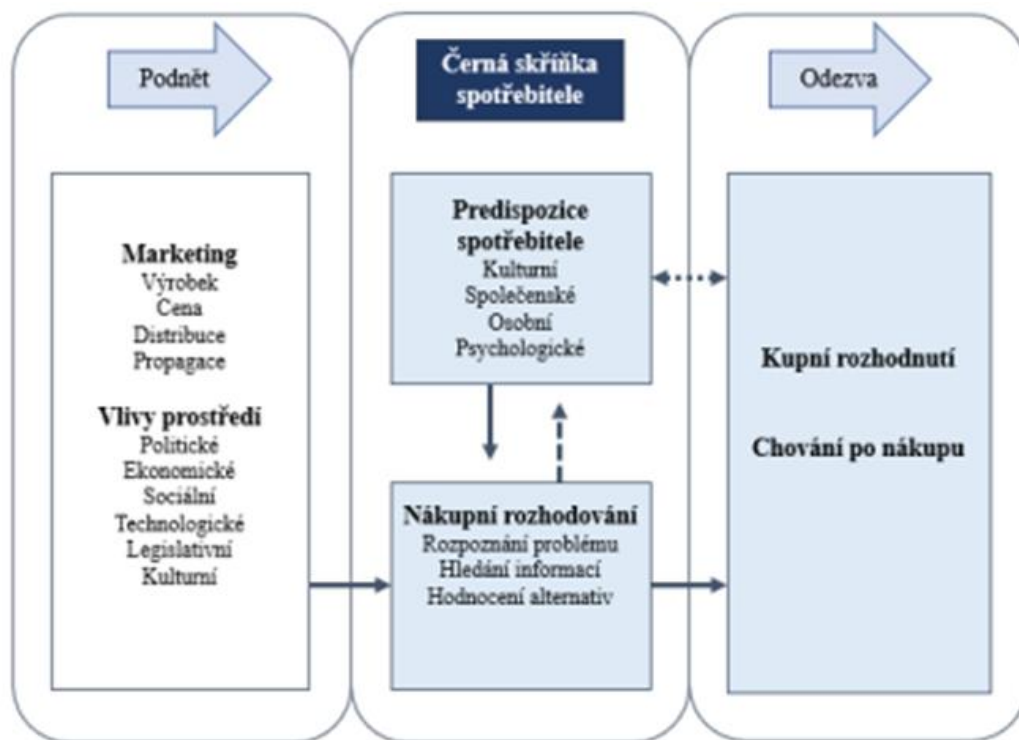 Podnět
Marketing
Výrobek
Cena
Distribuce
Propagace
Vlivy prostředí
Politické
Ekonomické
Sociální
Technologické
Legislativní
Kulturní
Černá skříňka
spotřebitele
Predispozice
spotřebitele
Kulturní
Společenské
Osobní
Psychologické
Nákupní rozhodování
Rozpoznání problému
Hledání informací
Hodnocení alternativ
Odezva
Kupní rozhodnutí
Chování po nákupu